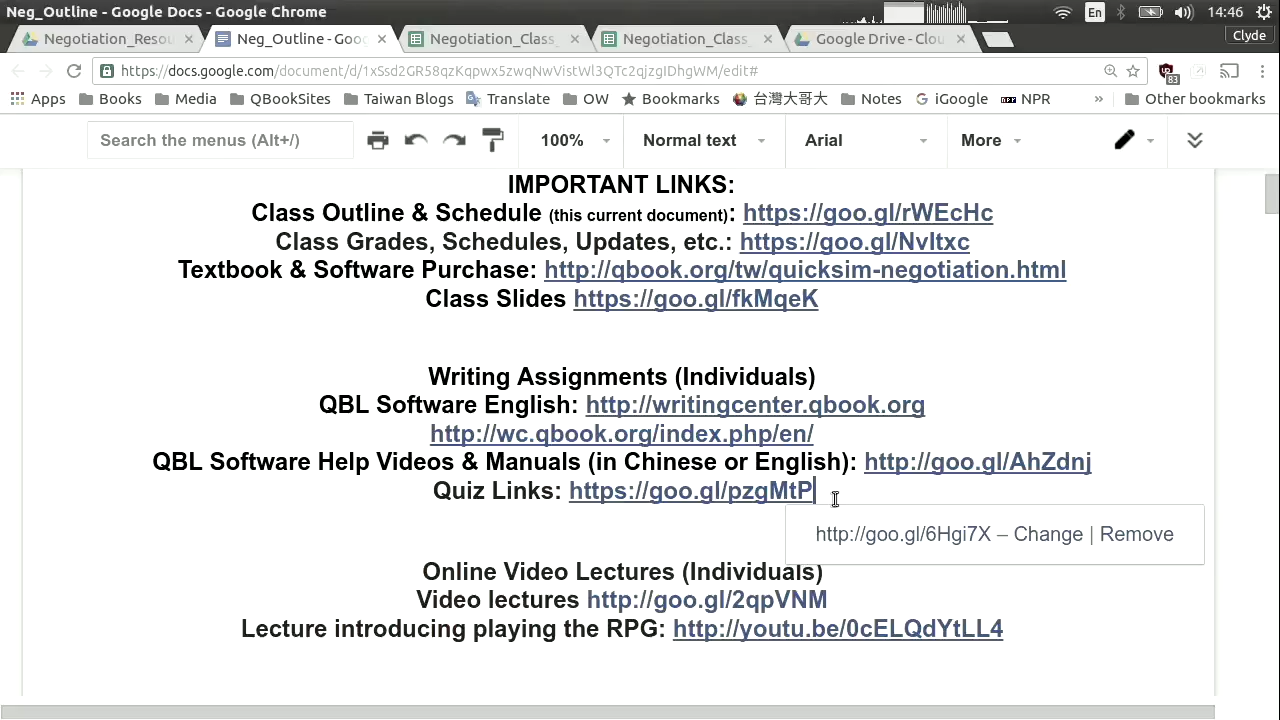 Neg_Outline - Google Docs - Google Chrome
En
14:46
Negotiation_Resou
Neg_Outline - Goog
Negotiation_Class_
Negotiation_Class_
Google Drive - Clou
Clyde
https://docs.google.com/document/d/1xSsd2GR58qzKppwx5zwqNwVistWl3QTc2qjzgIDhgWM/edit#
83
Apps
Books
Media
QBookSites
Taiwan Blogs
Translate
OW
Bookmarks
台灣大哥大
Notes
iGoogle
NPR
»
Other bookmarks
Search the menus (Alt+/)
100%
Normal text
Arial
More
IMPORTANT LINKS:
Class Outline & Schedule (this current document): https://goo.gl/rWEcHc
Class Grades, Schedules, Updates, etc.: https://goo.gl/NvItxc
Textbook & Software Purchase: http://qbook.org/tw/quicksim-negotiation.html
Class Slides https://goo.gl/fkMqeK
Writing Assignments (Individuals)
QBL Software English: http://writingcenter.qbook.org
http://wc.qbook.org/index.php/en/
QBL Software Help Videos & Manuals (in Chinese or English): http://goo.gl/AhZdnj
Quiz Links: https://goo.gl/pzgMtP
http://goo.gl/6Hgi7X – Change | Remove
Online Video Lectures (Individuals)
Video lectures http://goo.gl/2qpVNM
Lecture introducing playing the RPG: http://youtu.be/0cELQdYtLL4